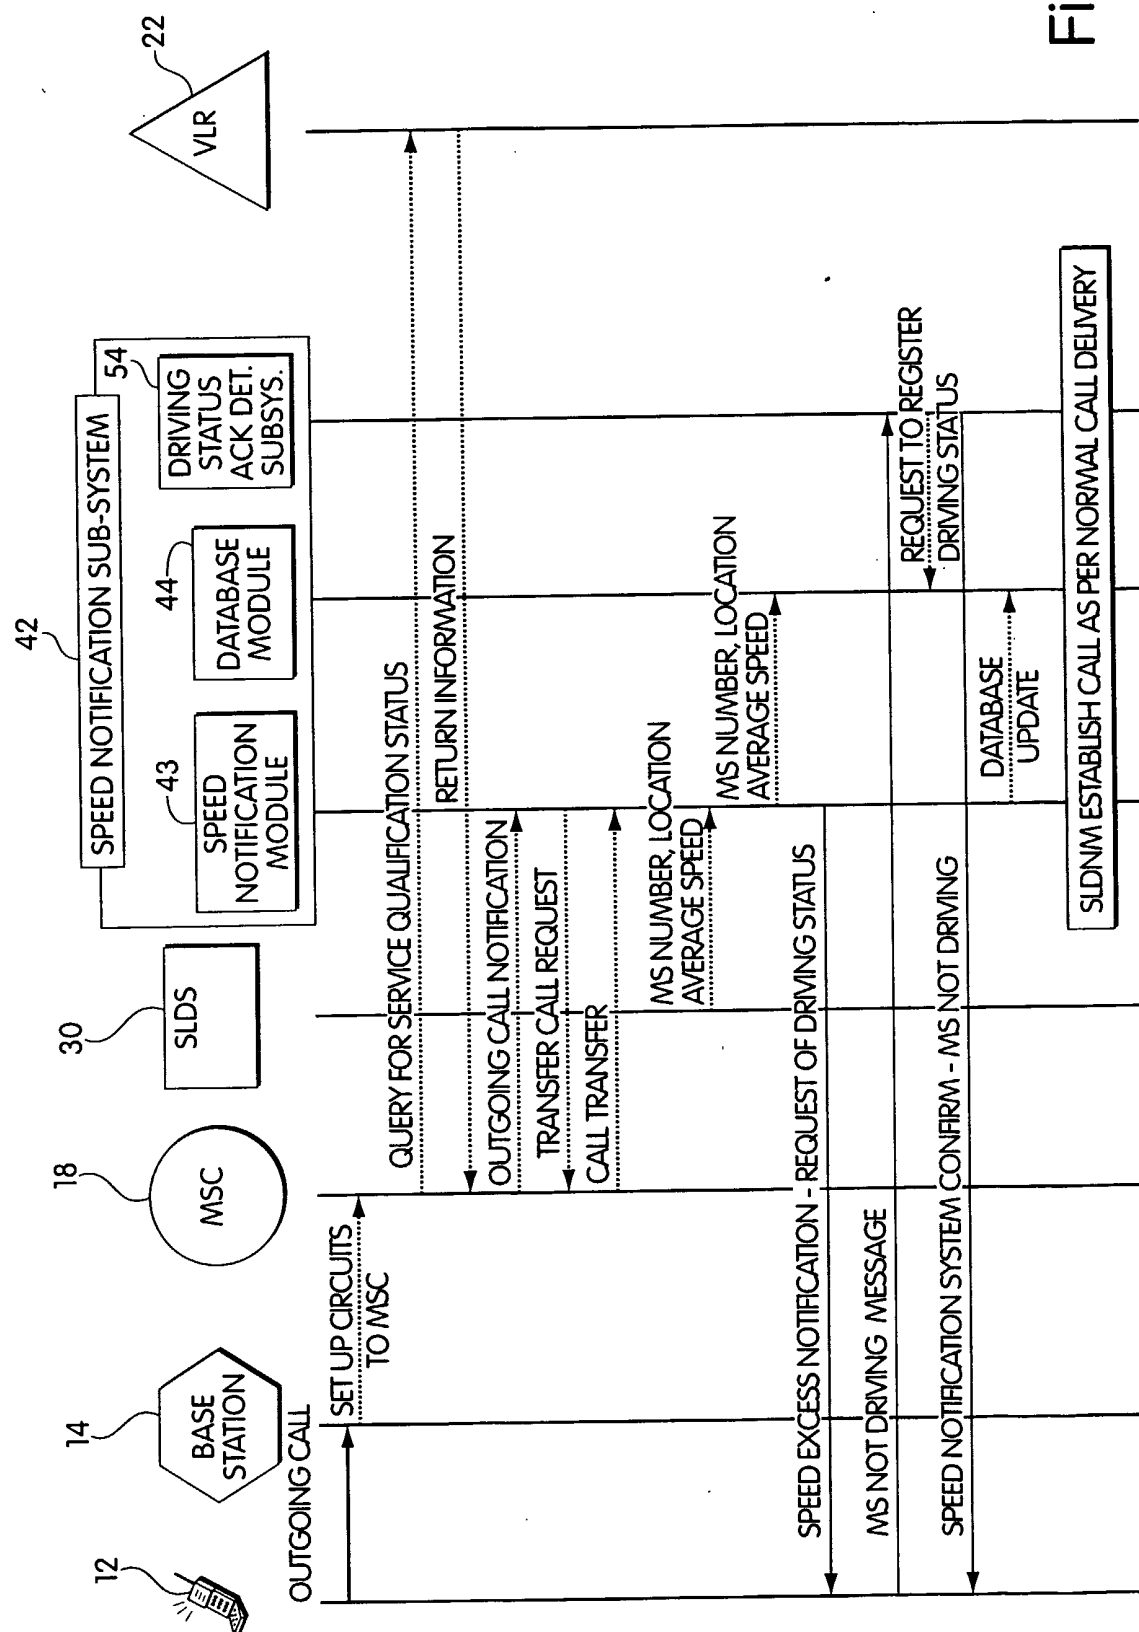 Fi
42
SPEED NOTIFICATION SUB-SYSTEM
12
14
18
30
43
44
54
22
BASE
STATION
MSC
SLDS
SPEED
NOTIFICATION
MODULE
DATABASE
MODULE
DRIVING
STATUS
ACK DET.
SUBSYS.
VLR
OUTGOING CALL
SET UP CIRCUITS
TO MSC
QUERY FOR SERVICE QUALIFICATION STATUS
RETURN INFORMATION
OUTGOING CALL NOTIFICATION
TRANSFER CALL REQUEST
CALL TRANSFER
MS NUMBER, LOCATION
AVERAGE SPEED
MS NUMBER, LOCATION
AVERAGE SPEED
SPEED EXCESS NOTIFICATION - REQUEST OF DRIVING STATUS
MS NOT DRIVING MESSAGE
REQUEST TO REGISTER
DRIVING STATUS
SPEED NOTIFICATION SYSTEM CONFIRM - MS NOT DRIVING
DATABASE
UPDATE
SLDNM ESTABLISH CALL AS PER NORMAL CALL DELIVERY